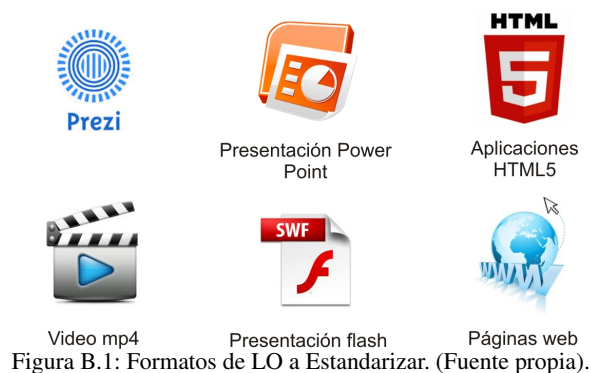 HTML
5
Prezi
Presentación Power
Point
Aplicaciones
HTML5
SWF
WWW
Video mp4
Presentación flash
Páginas web
Figura B.1: Formatos de LO a Estandarizar. (Fuente propia).